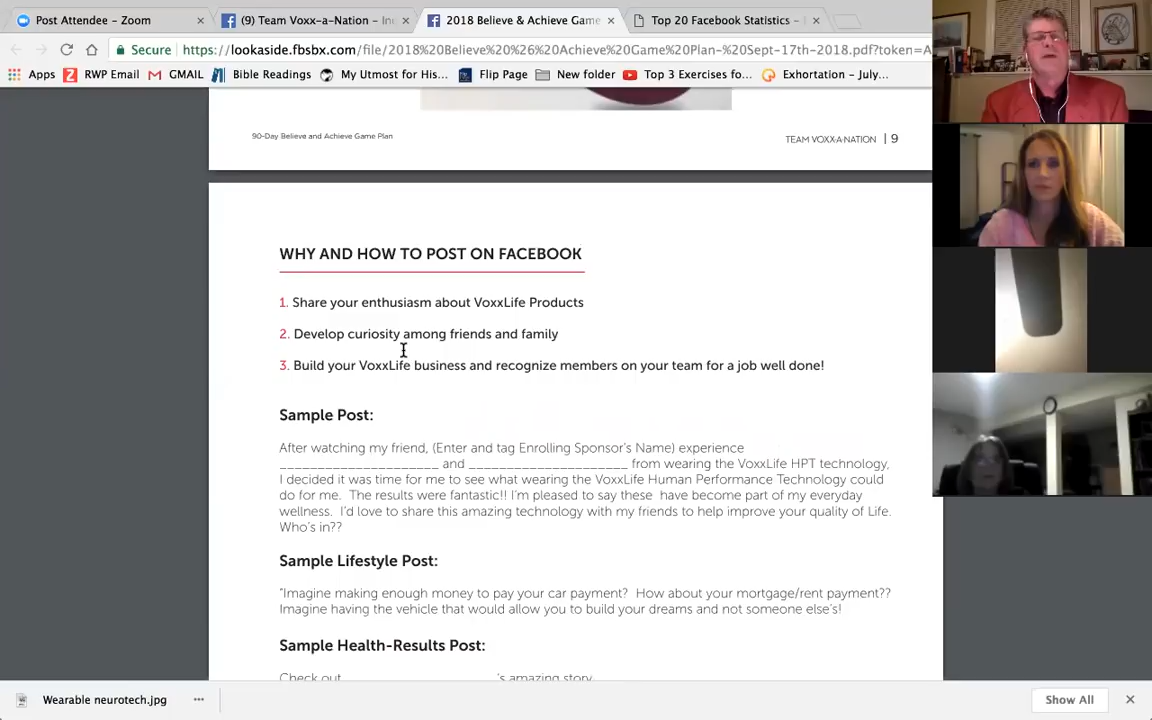 Post Attendee - Zoom
(9) Team Voxx-a-Nation - In
2018 Believe & Achieve Game
Top 20 Facebook Statistics -
Secure https://lookaside.fbsbx.com/file/2018%20Believe%20%26%20Achieve%20Game%20Plan-%20Sept-17th-2018.pdf?token=A
Apps RWP Email GMAIL Bible Readings My Utmost for His... Flip Page New folder Top 3 Exercises fo... Exhortation - July...
90-Day Believe and Achieve Game Plan
TEAM VOXX-A-NATION | 9
WHY AND HOW TO POST ON FACEBOOK
1. Share your enthusiasm about VoxxLife Products
2. Develop curiosity among friends and family
3. Build your VoxxLife business and recognize members on your team for a job well done!
Sample Post:
After watching my friend, (Enter and tag Enrolling Sponsor's Name) experience
_____________________ and _____________________ from wearing the VoxxLife HPT technology,
I decided it was time for me to see what wearing the VoxxLife Human Performance Technology could
do for me. The results were fantastic!! I'm pleased to say these have become part of my everyday
wellness. I'd love to share this amazing technology with my friends to help improve your quality of Life.
Who's in??
Sample Lifestyle Post:
"Imagine making enough money to pay your car payment? How about your mortgage/rent payment??
Imagine having the vehicle that would allow you to build your dreams and not someone else's!
Sample Health-Results Post:
Check out _____________________ 's amazing story.
Wearable neurotech.jpg
Show All